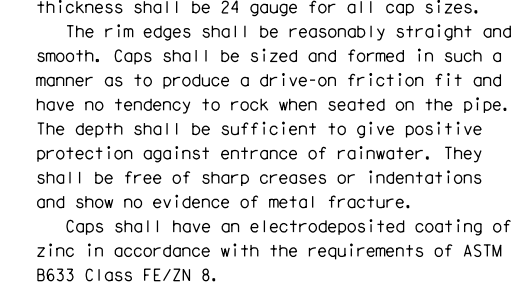 thickness shall be 24 gauge for all cap sizes.
The rim edges shall be reasonably straight and
smooth. Caps shall be sized and formed in such a
manner as to produce a drive-on friction fit and
have no tendency to rock when seated on the pipe.
The depth shall be sufficient to give positive
protection against entrance of rainwater. They
shall be free of sharp creases or indentations
and show no evidence of metal fracture.
Caps shall have an electrodeposited coating of
zinc in accordance with the requirements of ASTM
B633 Class FE/ZN 8.